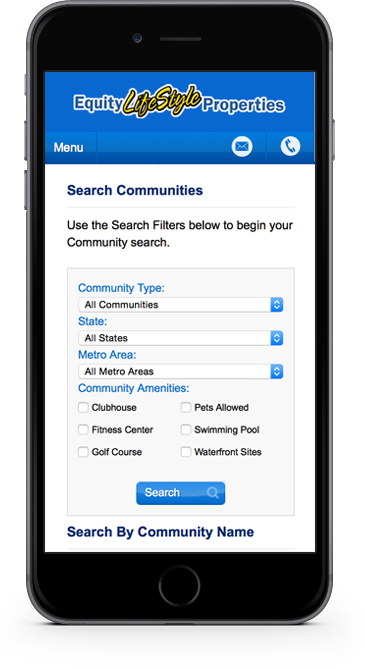 Equity LifeStyle Properties
Menu
Search Communities
Use the Search Filters below to begin your
Community search.
Community Type:
All Communities
State:
All States
Metro Area:
All Metro Areas
Community Amenities:
Clubhouse Pets Allowed
Fitness Center Swimming Pool
Golf Course Waterfront Sites
Search
Search By Community Name